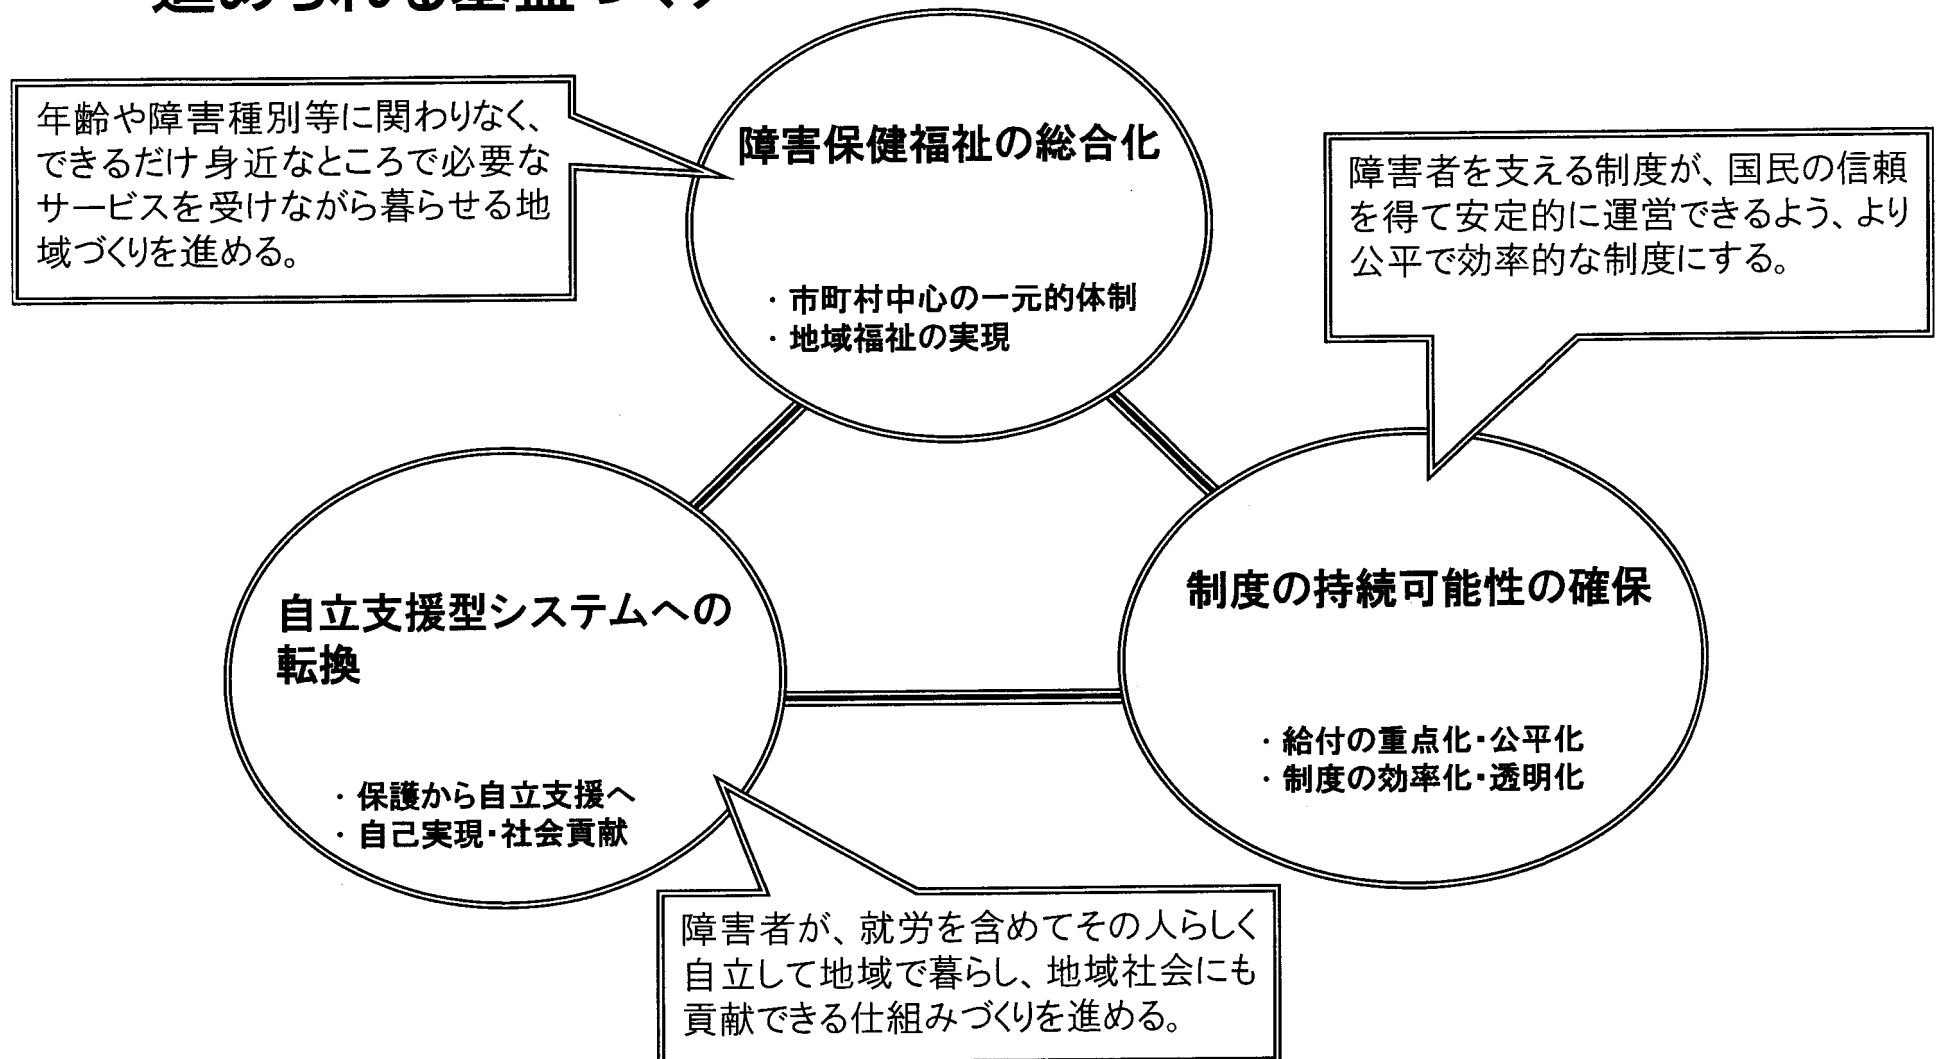 進められる基盤づくり
年齢や障害種別等に関わりなく、
できるだけ身近なところで必要な
サービスを受けながら暮らせる地
域づくりを進める。
障害保健福祉の総合化
・市町村中心の一元的体制
・地域福祉の実現
障害者を支える制度が、国民の信頼
を得て安定的に運営できるよう、より
公平で効率的な制度にする。
自立支援型システムへの
転換
・保護から自立支援へ
・自己実現・社会貢献
制度の持続可能性の確保
・給付の重点化・公平化
・制度の効率化・透明化
障害者が、就労を含めてその人らしく
自立して地域で暮らし、地域社会にも
貢献できる仕組みづくりを進める。